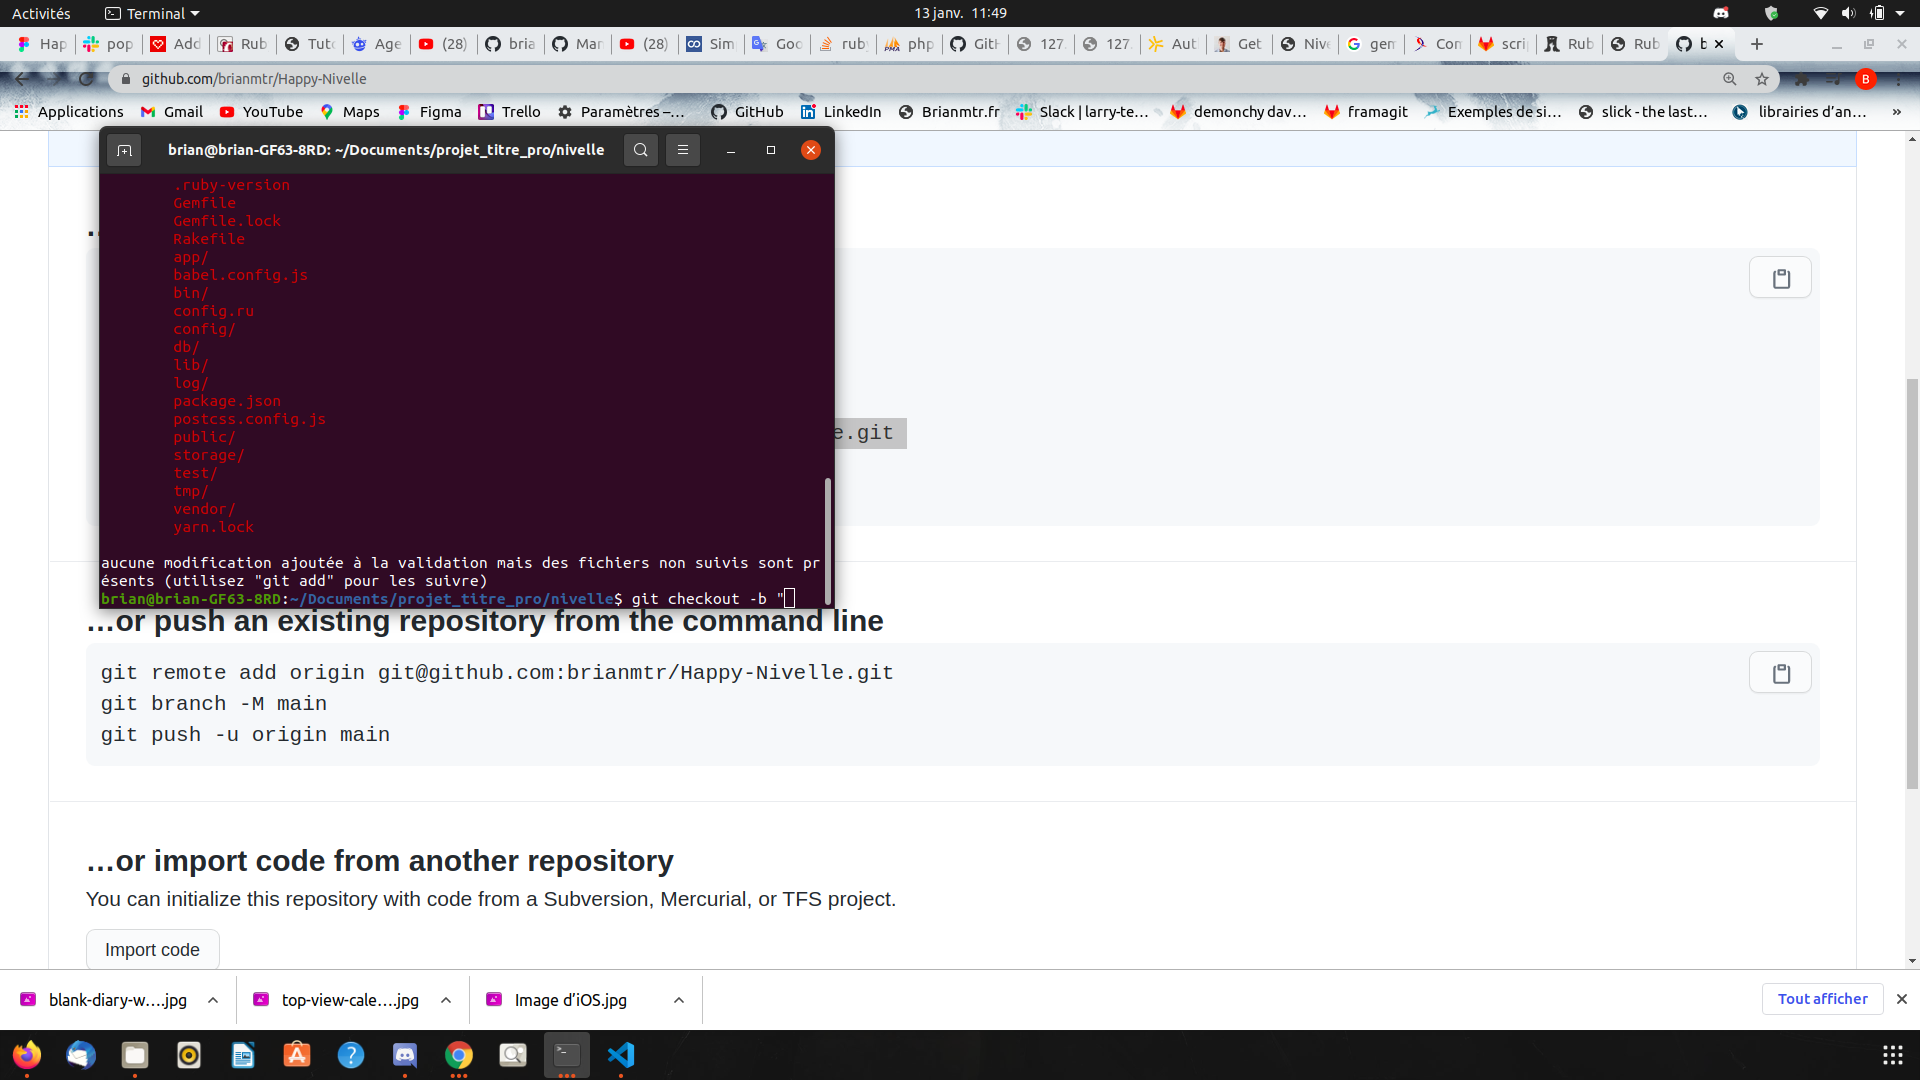 Activités
Terminal
13 janv. 11:49
Hap
pop
Add
Rub
Tuto
Age
(28)
bria
Mar
(28)
Sim
Goo
ruby
php
GitH
127.
127.
Aut
Get
Nive
gem
Com
scri
Rub
Rub
b
github.com/brianmtr/Happy-Nivelle
B
Applications
Gmail
YouTube
Maps
Figma
Trello
Paramètres –...
GitHub
LinkedIn
Brianmtr.fr
Slack | larry-te...
demonchy dav...
framagit
Exemples de si...
slick - the last...
librairies d'an...
»
brian@brian-GF63-8RD: ~/Documents/projet_titre_pro/nivelle
.ruby-version
Gemfile
Gemfile.lock
Rakefile
app/
babel.config.js
bin/
config.ru
config/
db/
lib/
log/
package.json
postcss.config.js
public/
storage/
test/
tmp/
vendor/
yarn.lock
aucune modification ajoutée à la validation mais des fichiers non suivis sont pr
ésents (utilisez "git add" pour les suivre)
brian@brian-GF63-8RD:~/Documents/projet_titre_pro/nivelle$ git checkout -b "
e.git
…or push an existing repository from the command line
git remote add origin git@github.com:brianmtr/Happy-Nivelle.git
git branch -M main
git push -u origin main
…or import code from another repository
You can initialize this repository with code from a Subversion, Mercurial, or TFS project.
Import code
blank-diary-w....jpg
top-view-cale....jpg
Image d'iOS.jpg
Tout afficher